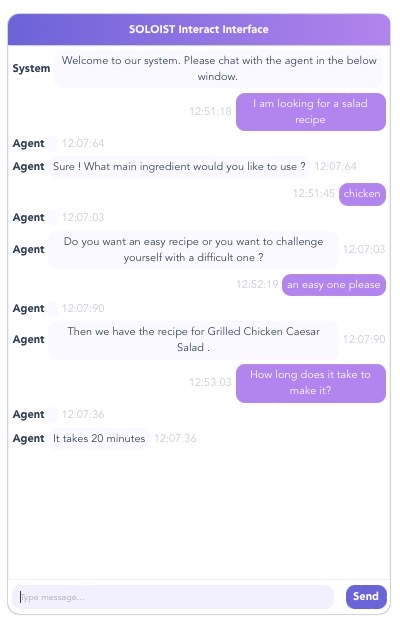 SOLOIST Interact Interface
System Welcome to our system. Please chat with the agent in the below
window.
12:51:18 I am looking for a salad
recipe
Agent 12:07:64
Agent Sure ! What main ingredient would you like to use ? 12:07:64
12:51:45 chicken
Agent 12:07:03
Agent Do you want an easy recipe or you want to challenge
yourself with a difficult one ? 12:07:03
12:52:19 an easy one please
Agent 12:07:90
Agent Then we have the recipe for Grilled Chicken Caesar
Salad . 12:07:90
12:53:03 How long does it take to
make it?
Agent 12:07:36
Agent It takes 20 minutes 12:07:36
Type message...
Send